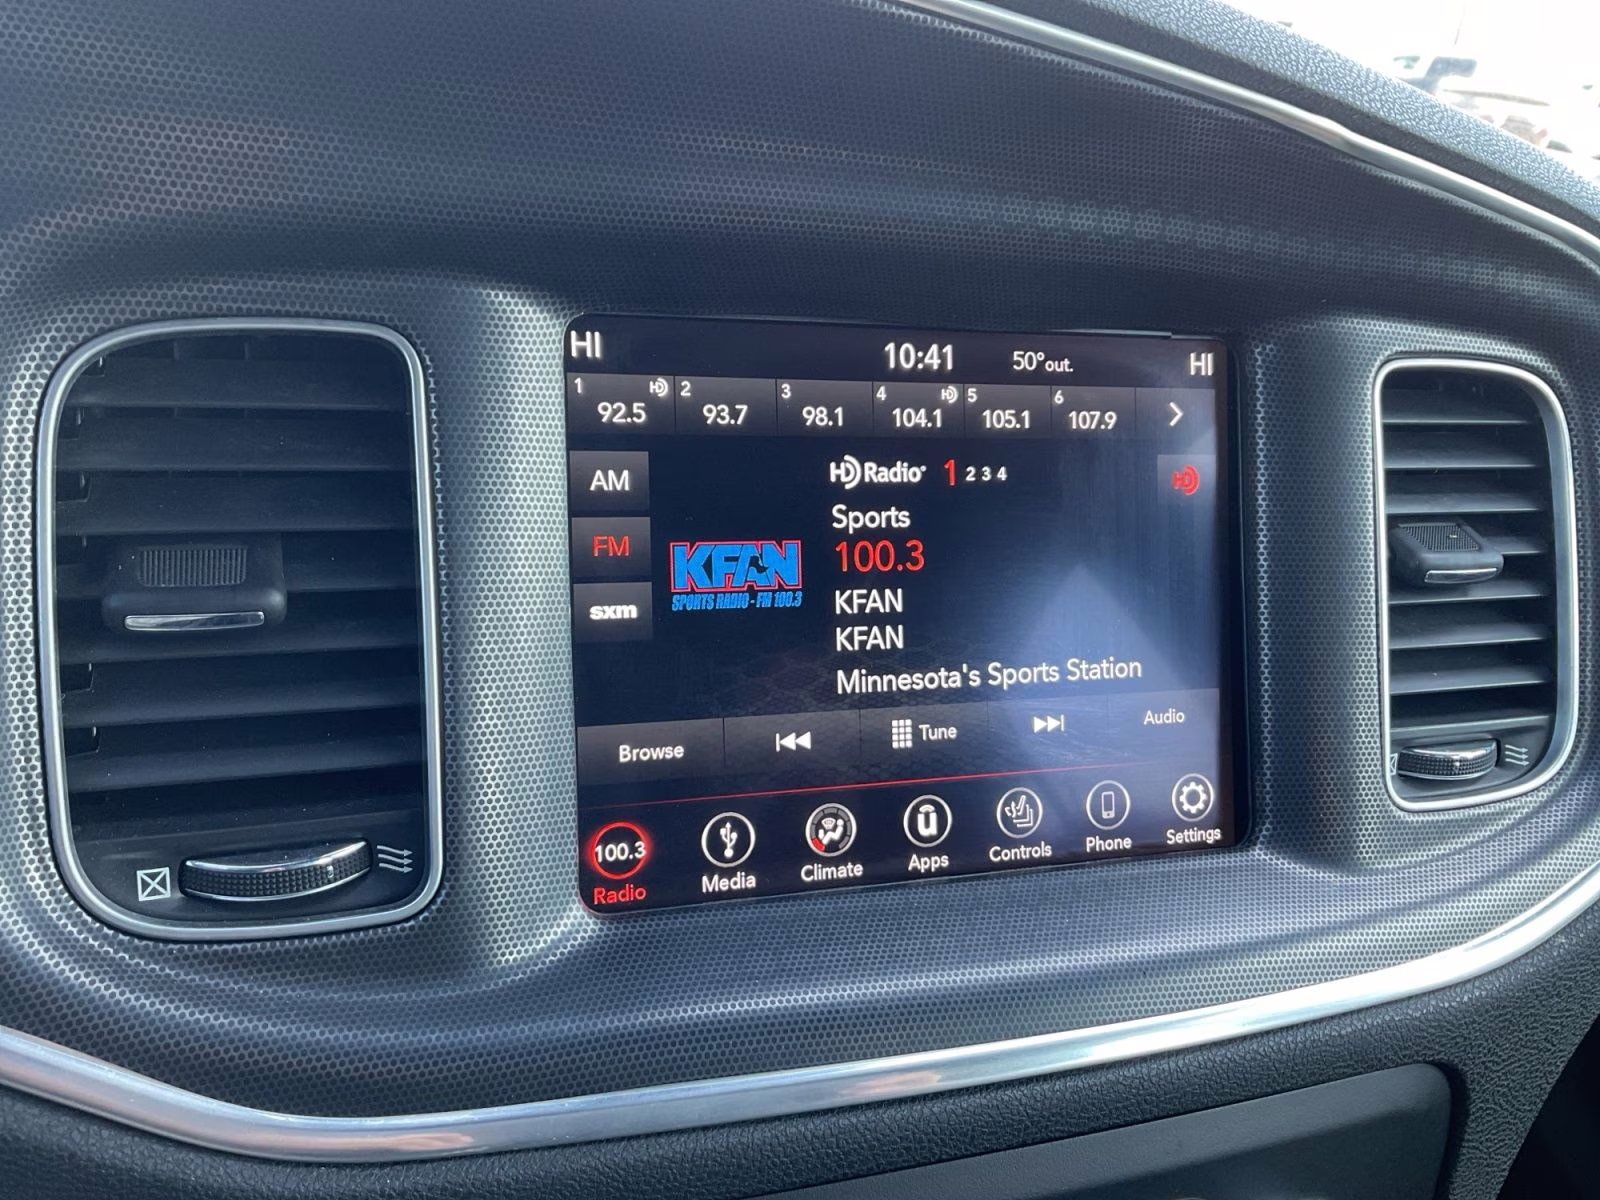 HI 10:41 50° out. HI
1 92.5 HD 2 93.7 3 98.1 4 104.1 HD 5 105.1 6 107.9
AM
HD Radio 1 2 3 4
HD
Sports
FM
100.3
KFAN
SPORTS RADIO - FM 100.3
sxm
KFAN
KFAN
Minnesota's Sports Station
Browse Tune Audio
100.3
Radio Media Climate Apps Controls Phone Settings